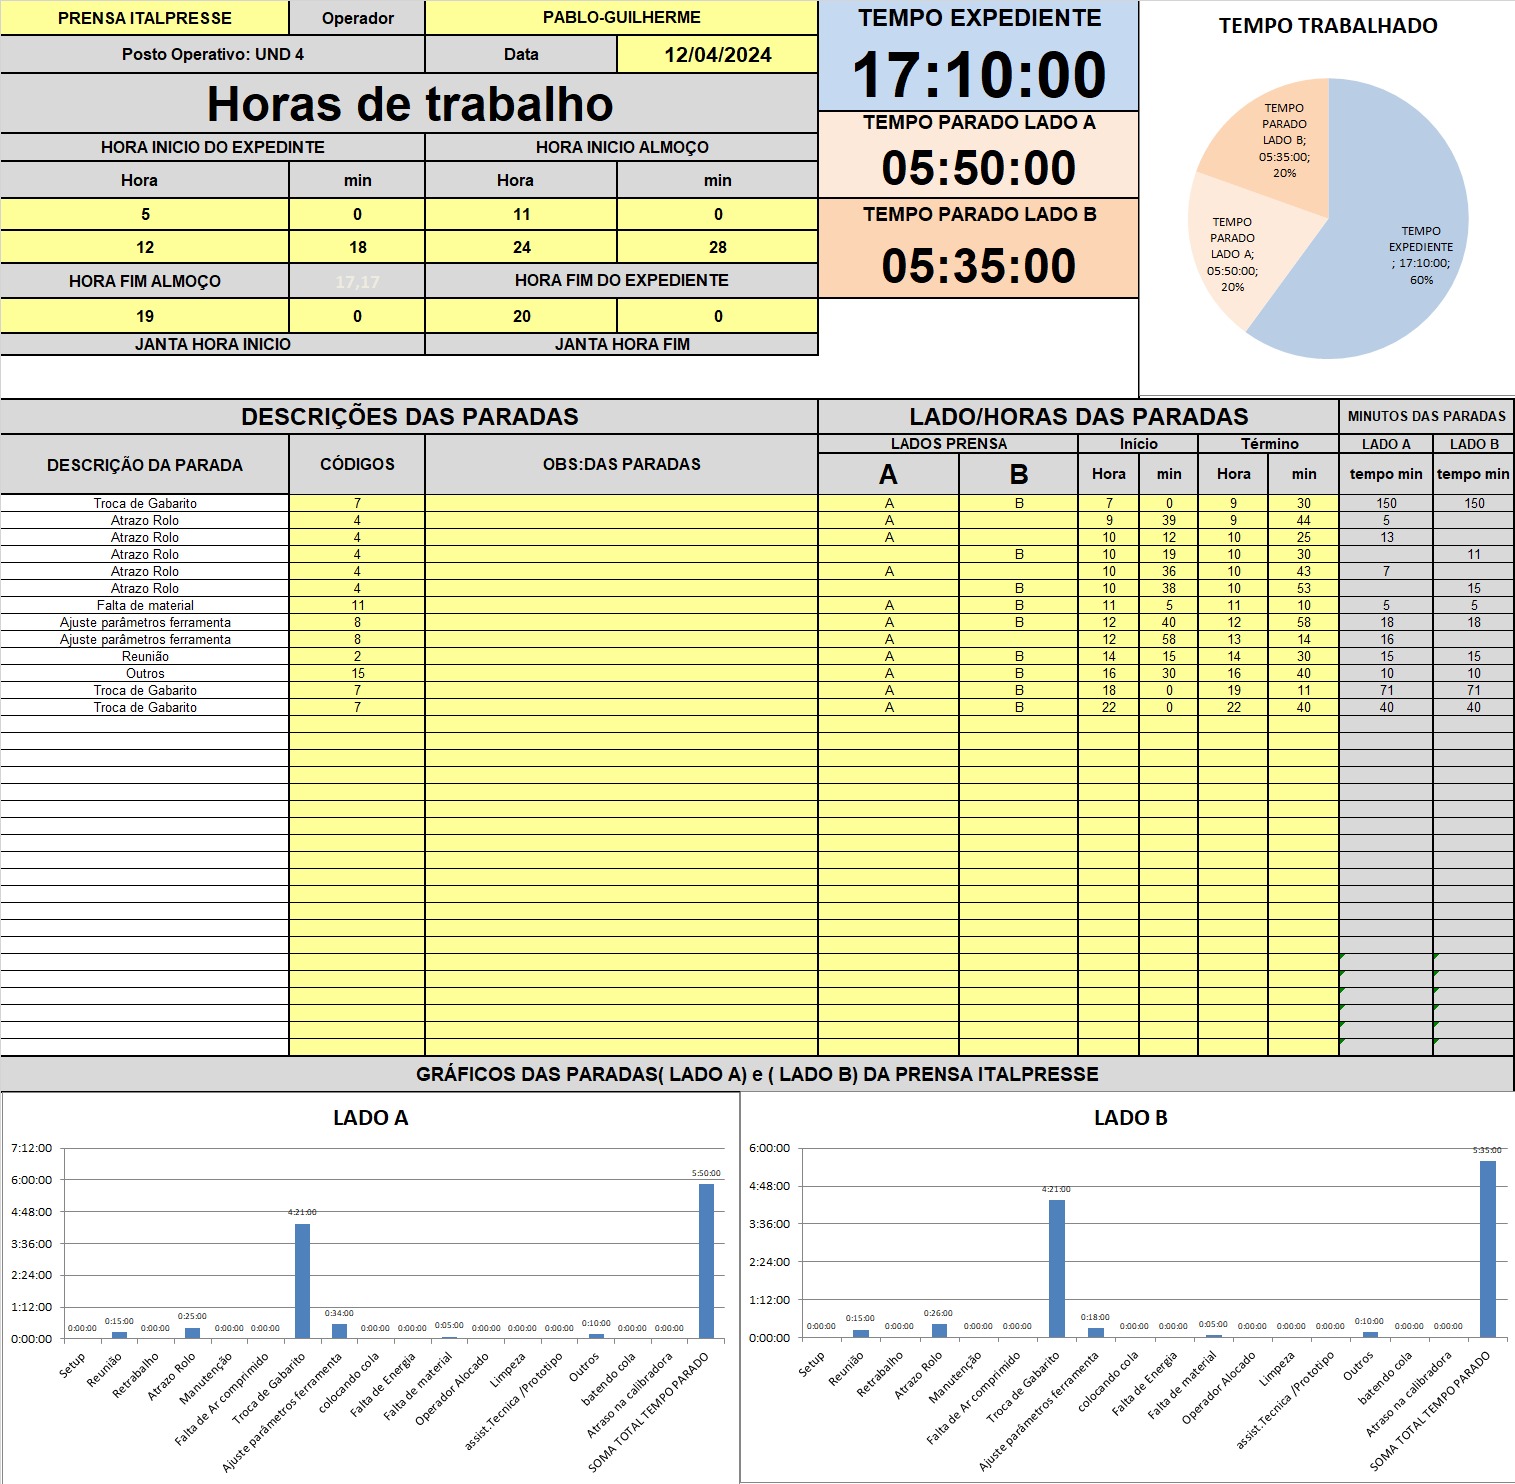 PRENSA ITALPRESSE Operador PABLO-GUILHERME
Posto Operativo: UND 4 Data 12/04/2024
Horas de trabalho
HORA INICIO DO EXPEDINTE HORA INICIO ALMOÇO
Hora min Hora min
5 0 11 0
12 18 24 28
HORA FIM ALMOÇO 17,17 HORA FIM DO EXPEDIENTE
19 0 20 0
JANTA HORA INICIO JANTA HORA FIM
TEMPO EXPEDIENTE
17:10:00
TEMPO PARADO LADO A
05:50:00
TEMPO PARADO LADO B
05:35:00
TEMPO TRABALHADO
TEMPO
PARADO
LADO B;
05:35:00;
20%
TEMPO
PARADO
LADO A;
05:50:00;
20%
TEMPO
EXPEDIENTE
; 17:10:00;
60%
DESCRIÇÕES DAS PARADAS LADO/HORAS DAS PARADAS MINUTOS DAS PARADAS
DESCRIÇÃO DA PARADA CÓDIGOS OBS:DAS PARADAS LADOS PRENSA Início Término LADO A LADO B
A B Hora min Hora min tempo min tempo min
Troca de Gabarito 7 A B 7 0 9 30 150 150
Atrazo Rolo 4 A 9 39 9 44 5
Atrazo Rolo 4 A 10 12 10 25 13
Atrazo Rolo 4 B 10 19 10 30 11
Atrazo Rolo 4 A 10 36 10 43 7
Atrazo Rolo 4 B 10 38 10 53 15
Falta de material 11 A B 11 5 11 10 5 5
Ajuste parâmetros ferramenta 8 A B 12 40 12 58 18 18
Ajuste parâmetros ferramenta 8 A 12 58 13 14 16
Reunião 2 A B 14 15 14 30 15 15
Outros 15 A B 16 30 16 40 10 10
Troca de Gabarito 7 A B 18 0 19 11 71 71
Troca de Gabarito 7 A B 22 0 22 40 40 40
GRÁFICOS DAS PARADAS( LADO A) e ( LADO B) DA PRENSA ITALPRESSE
LADO A
7:12:00
6:00:00
4:48:00
3:36:00
2:24:00
1:12:00
0:00:00
0:00:00 0:15:00 0:00:00 0:25:00 0:00:00 0:00:00 4:21:00 0:34:00 0:00:00 0:00:00 0:05:00 0:00:00 0:00:00 0:00:00 0:10:00 0:00:00 0:00:00 5:50:00
Setup
Reunião
Retrabalho
Atrazo Rolo
Manutenção
Falta de Ar comprimido
Troca de Gabarito
Ajuste parâmetros ferramenta
colocando cola
Falta de Energia
Falta de material
Operador Alocado
Limpeza
assist.Tecnica /Prototipo
Outros
batendo cola
Atraso na calibradora
SOMA TOTAL TEMPO PARADO
LADO B
6:00:00
4:48:00
3:36:00
2:24:00
1:12:00
0:00:00
0:00:00 0:15:00 0:00:00 0:26:00 0:00:00 0:00:00 4:21:00 0:18:00 0:00:00 0:00:00 0:05:00 0:00:00 0:00:00 0:00:00 0:10:00 0:00:00 0:00:00 5:35:00
Setup
Reunião
Retrabalho
Atrazo Rolo
Manutenção
Falta de Ar comprimido
Troca de Gabarito
Ajuste parâmetros ferramenta
colocando cola
Falta de Energia
Falta de material
Operador Alocado
Limpeza
assist.Tecnica /Prototipo
Outros
batendo cola
Atraso na calibradora
SOMA TOTAL TEMPO PARADO